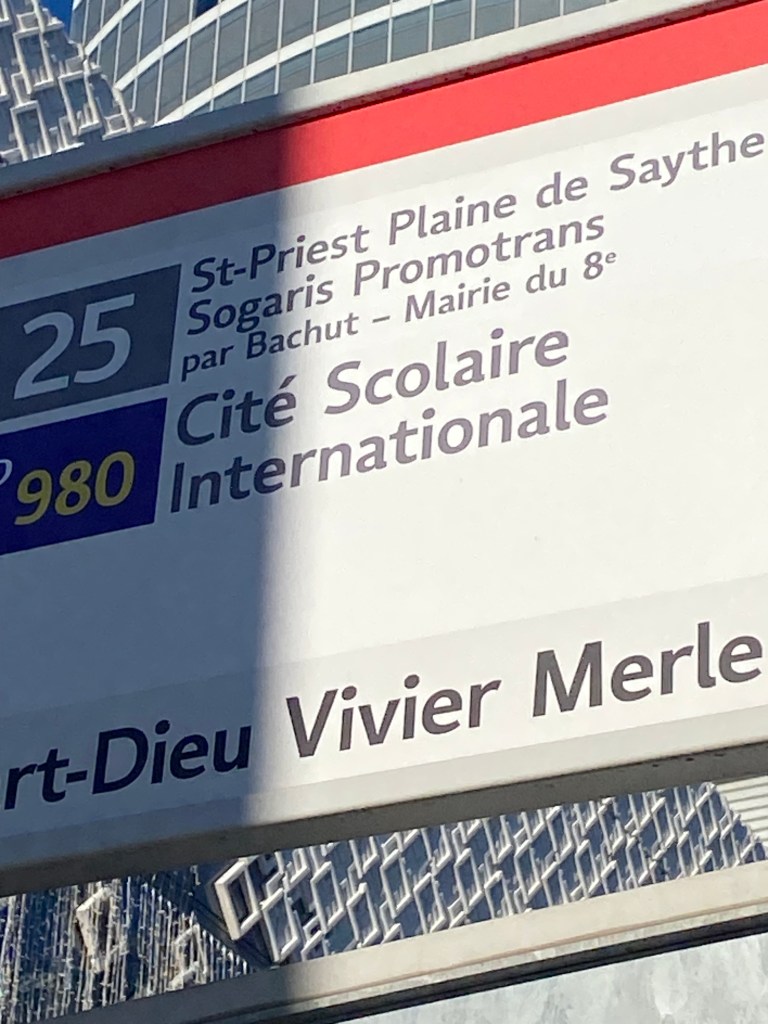 25
St-Priest Plaine de Saythe
Sogaris Promotrans
par Bachut – Mairie du 8e
980
Cité Scolaire
Internationale
rt-Dieu Vivier Merle